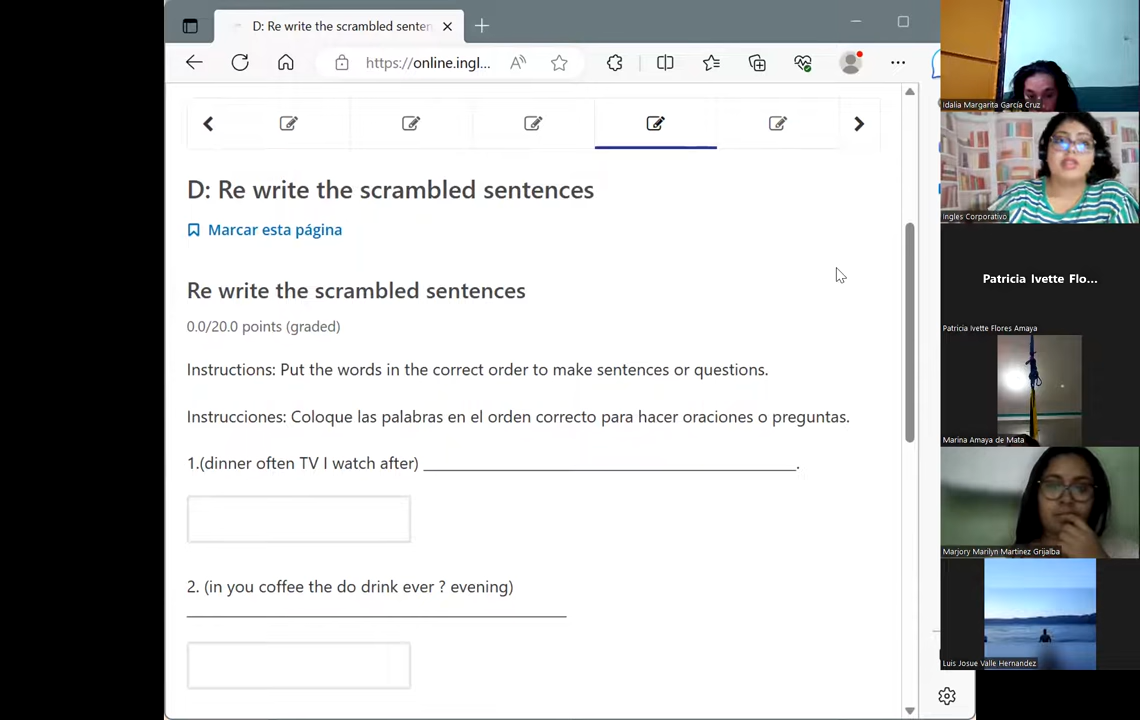 D: Re write the scrambled senten
https://online.ingl...
D: Re write the scrambled sentences
Marcar esta página
Re write the scrambled sentences
0.0/20.0 points (graded)
Instructions: Put the words in the correct order to make sentences or questions.
Instrucciones: Coloque las palabras en el orden correcto para hacer oraciones o preguntas.
1.(dinner often TV I watch after) ________________________________________.
2. (in you coffee the do drink ever ? evening)
________________________________________
Idalia Margarita García Cruz
Ingles Corporativo
Patricia Ivette Flo...
Patricia Ivette Flores Amaya
Marina Amaya de Mata
Marjory Marilyn Martinez Grijalba
Luis Josue Valle Hernandez